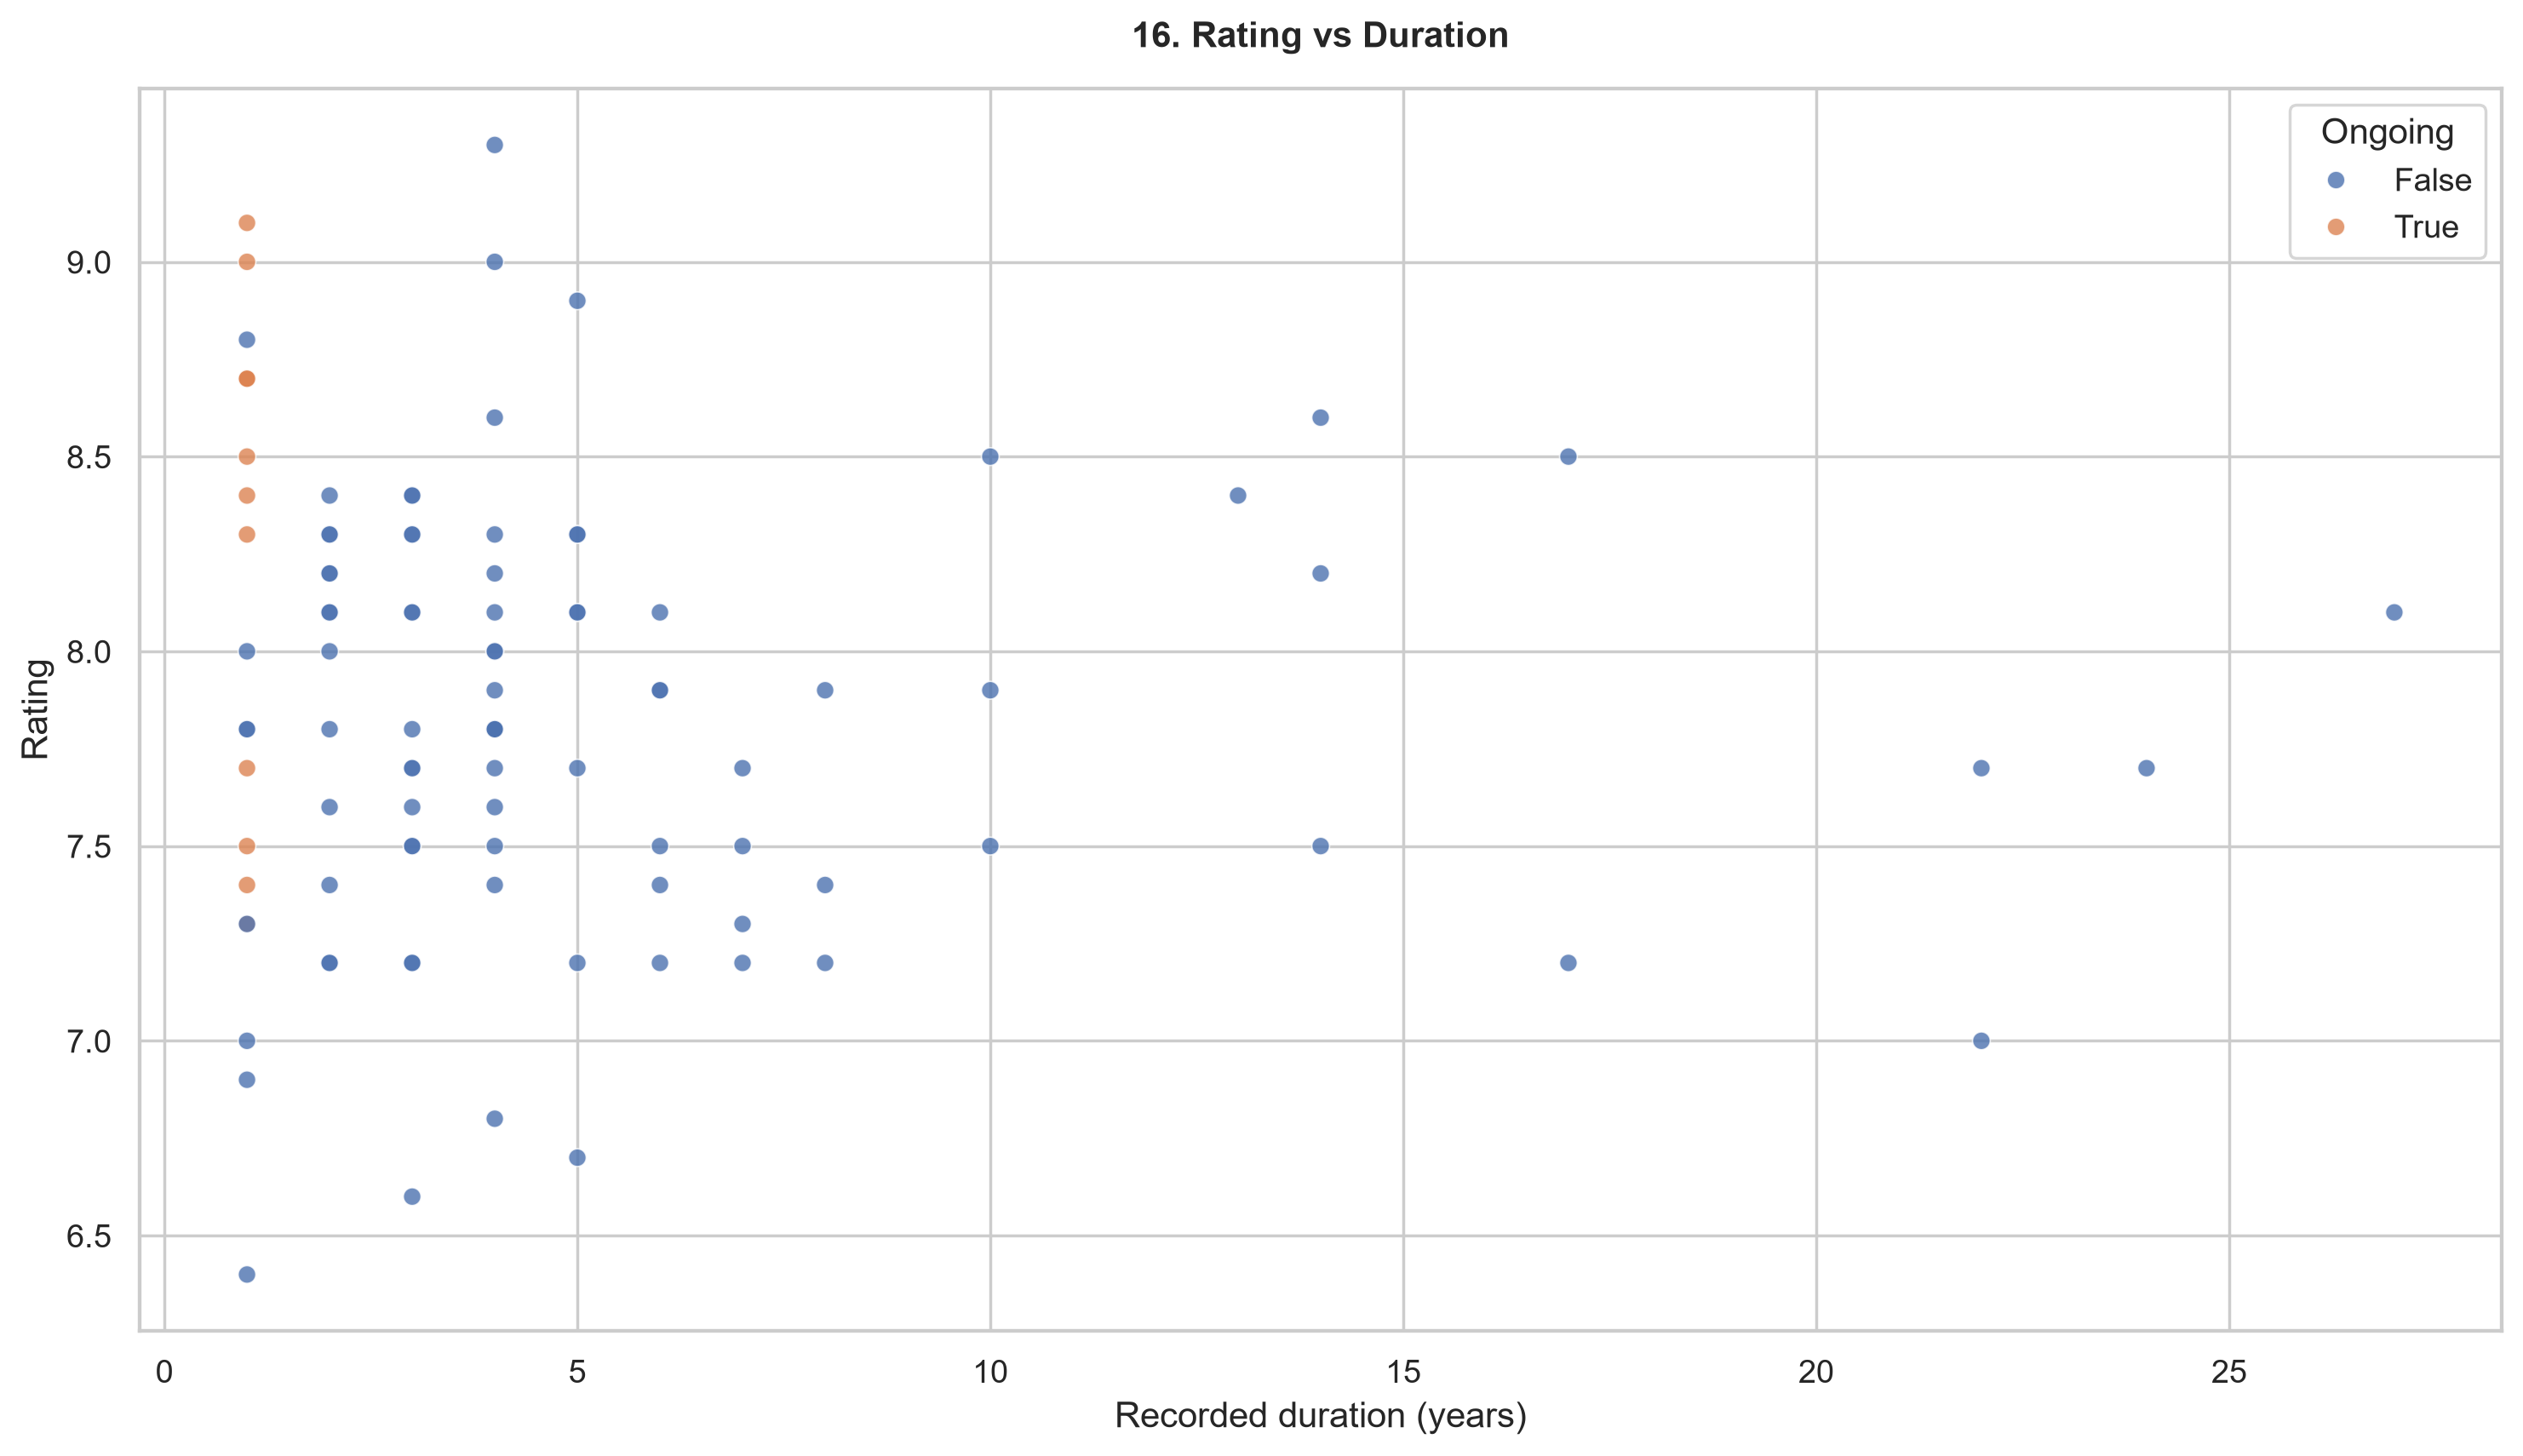 16. Rating vs Duration
Ongoing
False
True
Rating
9.0
8.5
8.0
7.5
7.0
6.5
0 5 10 15 20 25
Recorded duration (years)